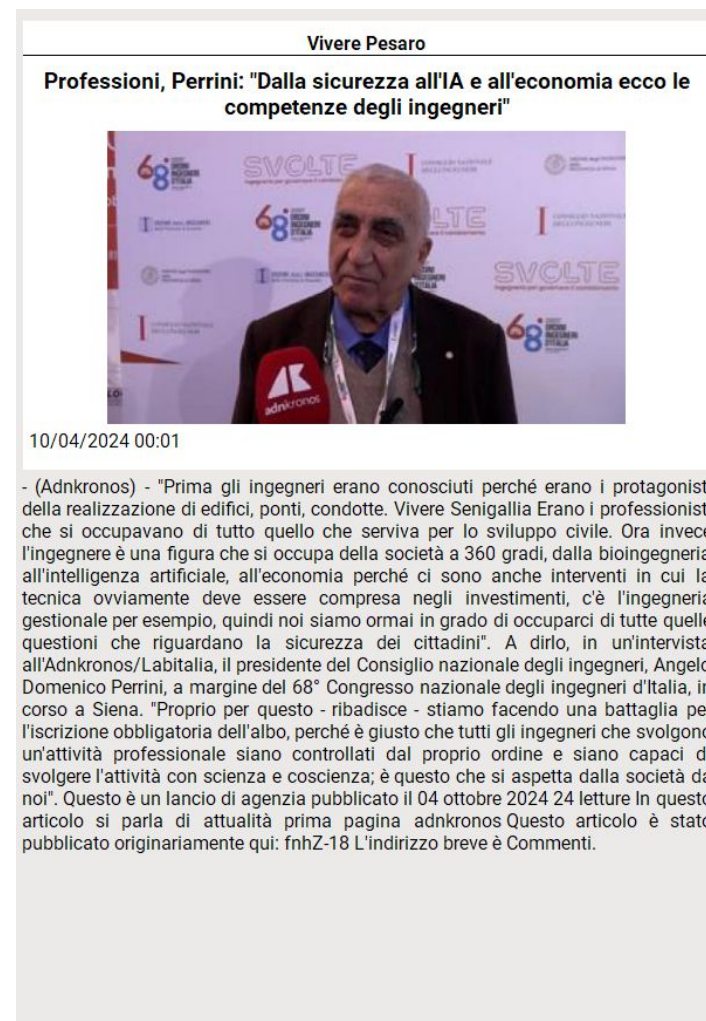 Vivere Pesaro
Professioni, Perrini: "Dalla sicurezza all'IA e all'economia ecco le
competenze degli ingegneri"
68°
SVOLTE
68°
ORDINI
INGEGNERI
D'ITALIA
SVOLTE
68°
ORDINI
INGEGNERI
D'ITALIA
adnkronos
10/04/2024 00:01
- (Adnkronos) - "Prima gli ingegneri erano conosciuti perché erano i protagonist
della realizzazione di edifici, ponti, condotte. Vivere Senigallia Erano i professionist
che si occupavano di tutto quello che serviva per lo sviluppo civile. Ora invece
l'ingegnere è una figura che si occupa della società a 360 gradi, dalla bioingegneria
all'intelligenza artificiale, all'economia perché ci sono anche interventi in cui la
tecnica ovviamente deve essere compresa negli investimenti, c'è l'ingegneria
gestionale per esempio, quindi noi siamo ormai in grado di occuparci di tutte quelle
questioni che riguardano la sicurezza dei cittadini". A dirlo, in un'intervista
all'Adnkronos/Labitalia, il presidente del Consiglio nazionale degli ingegneri, Angelo
Domenico Perrini, a margine del 68° Congresso nazionale degli ingegneri d'Italia, in
corso a Siena. "Proprio per questo - ribadisce - stiamo facendo una battaglia pe
l'iscrizione obbligatoria dell'albo, perché è giusto che tutti gli ingegneri che svolgono
un'attività professionale siano controllati dal proprio ordine e siano capaci d
svolgere l'attività con scienza e coscienza; è questo che si aspetta dalla società da
noi". Questo è un lancio di agenzia pubblicato il 04 ottobre 2024 24 letture In questo
articolo si parla di attualità prima pagina adnkronos Questo articolo è stato
pubblicato originariamente qui: fnhZ-18 L'indirizzo breve è Commenti.